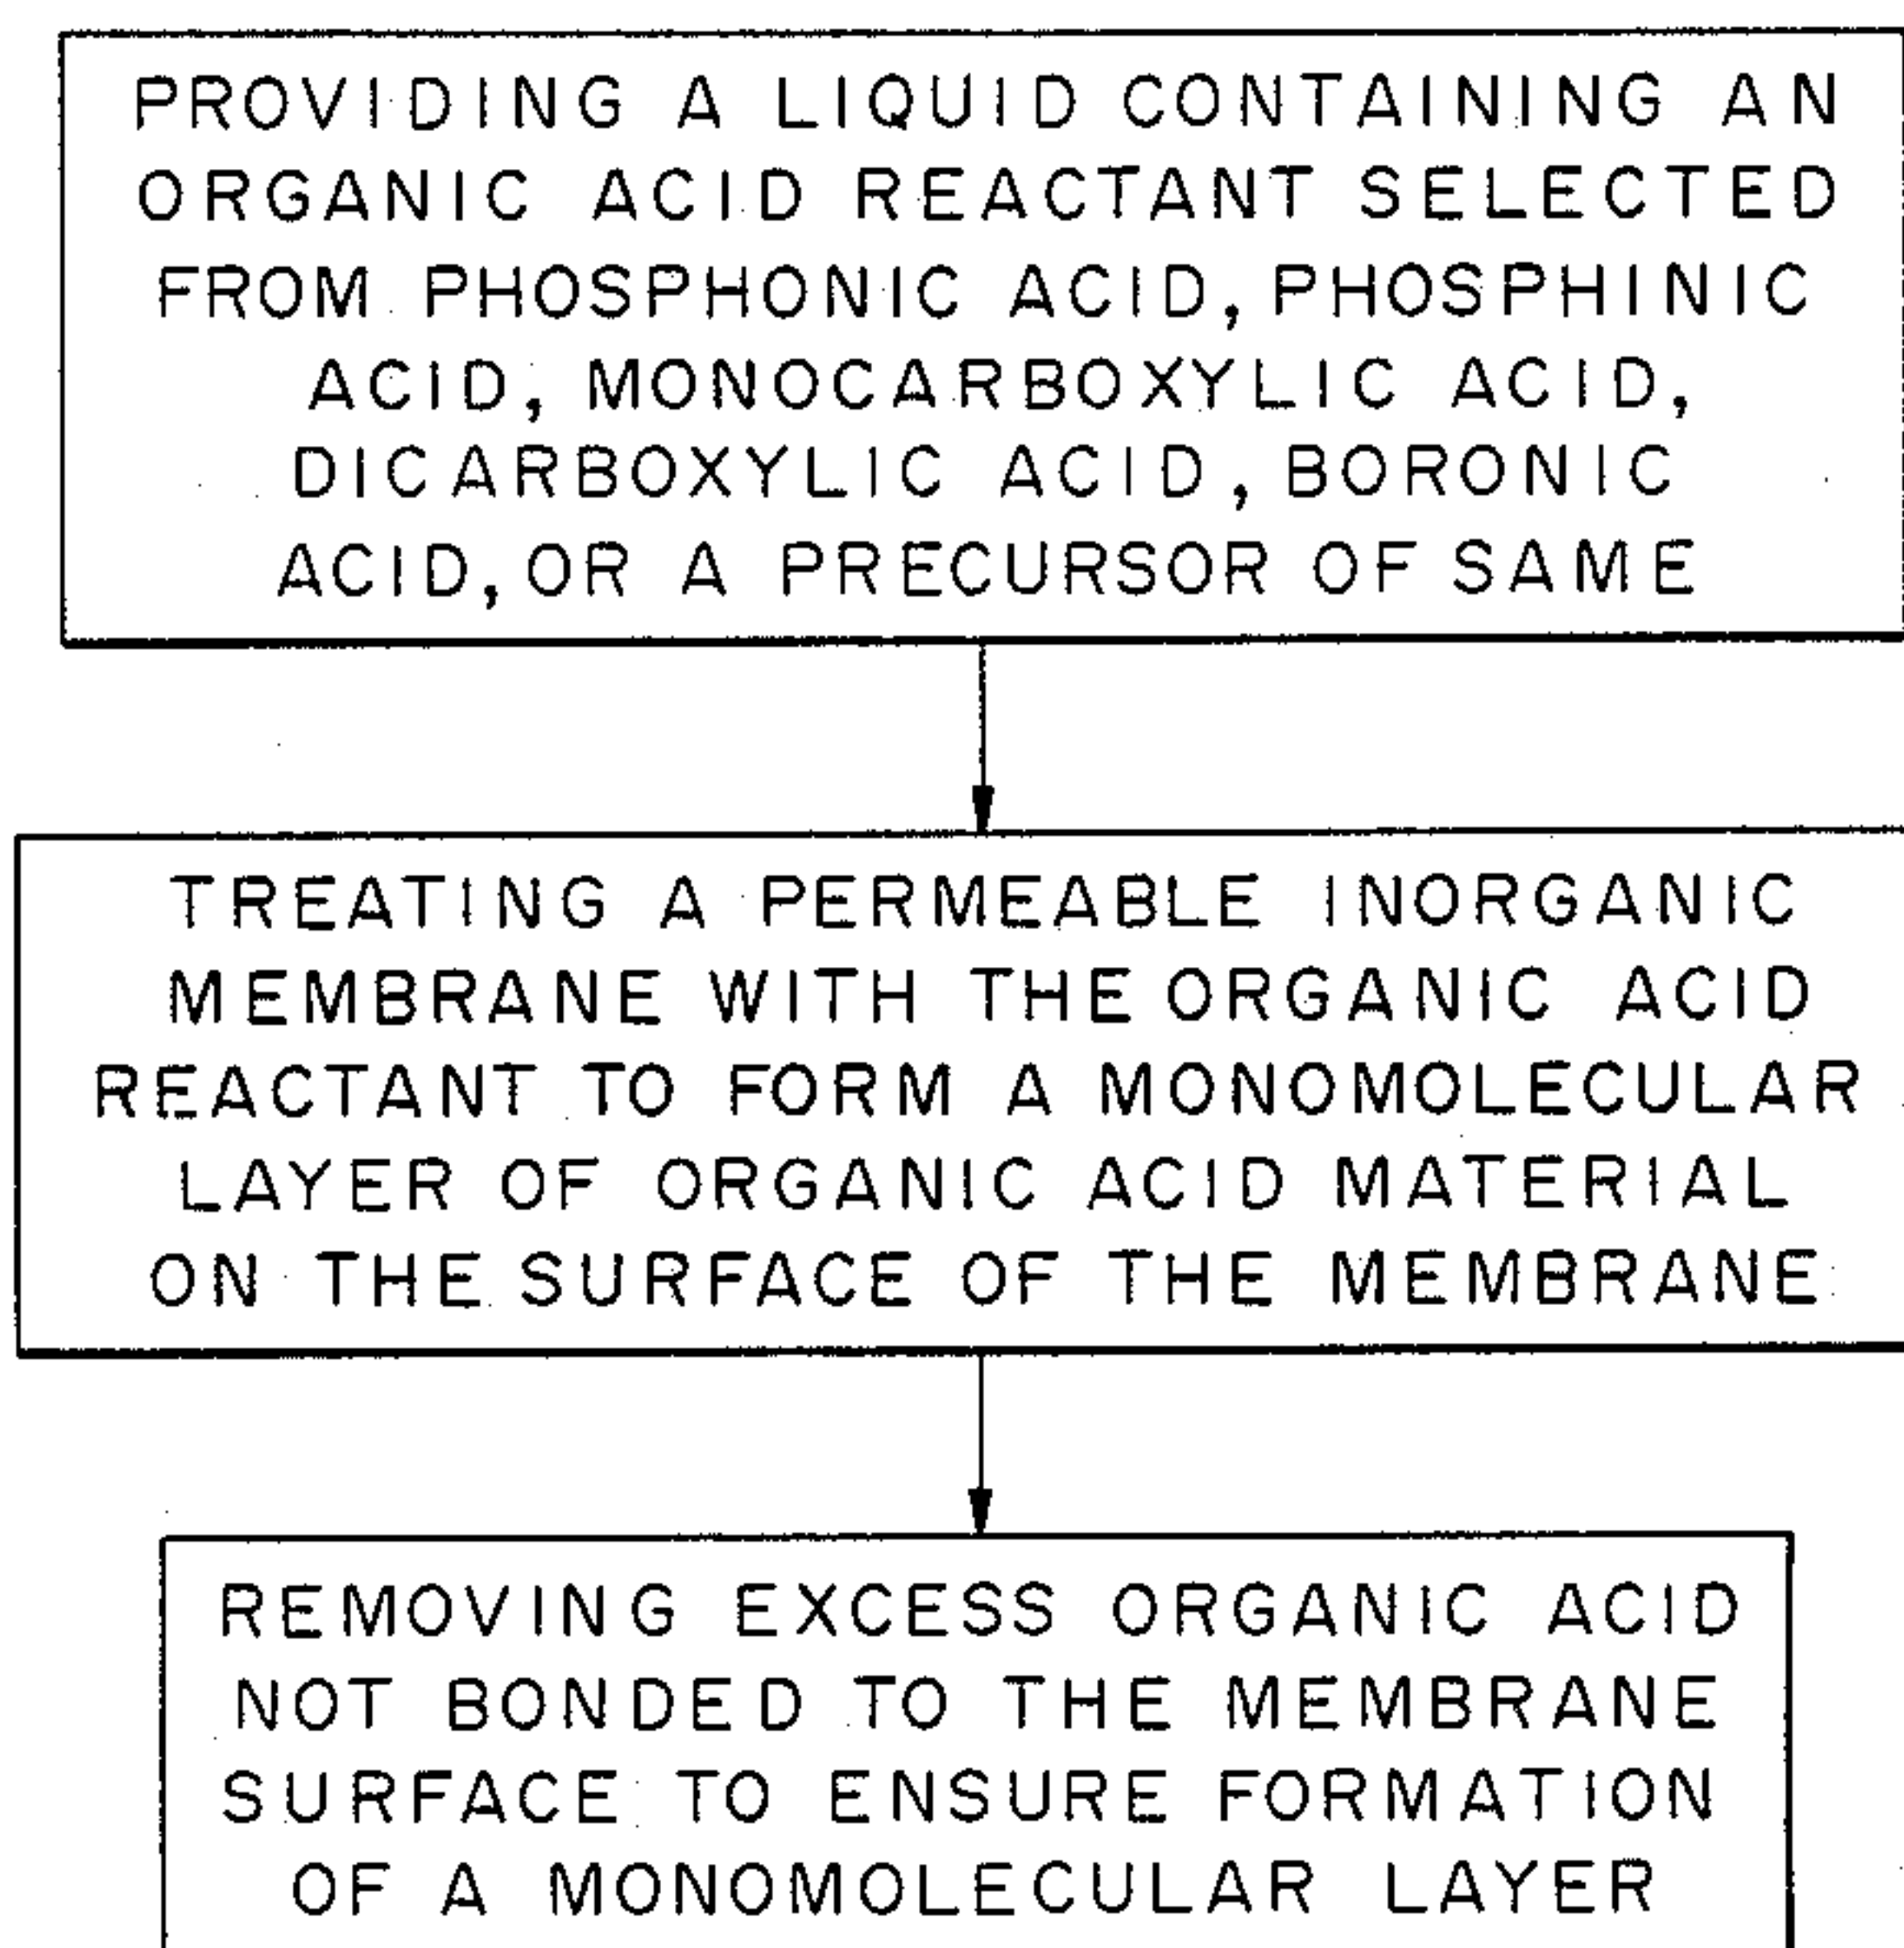 PROVIDING A LIQUID CONTAINING AN
ORGANIC ACID REACTANT SELECTED
FROM PHOSPHONIC ACID, PHOSPHINIC
ACID, MONOCARBOXYLIC ACID,
DICARBOXYLIC ACID, BORONIC
ACID, OR A PRECURSOR OF SAME
TREATING A PERMEABLE INORGANIC
MEMBRANE WITH THE ORGANIC ACID
REACTANT TO FORM A MONOMOLECULAR
LAYER OF ORGANIC ACID MATERIAL
ON THE SURFACE OF THE MEMBRANE
REMOVING EXCESS ORGANIC ACID
NOT BONDED TO THE MEMBRANE
SURFACE TO ENSURE FORMATION
OF A MONOMOLECULAR LAYER